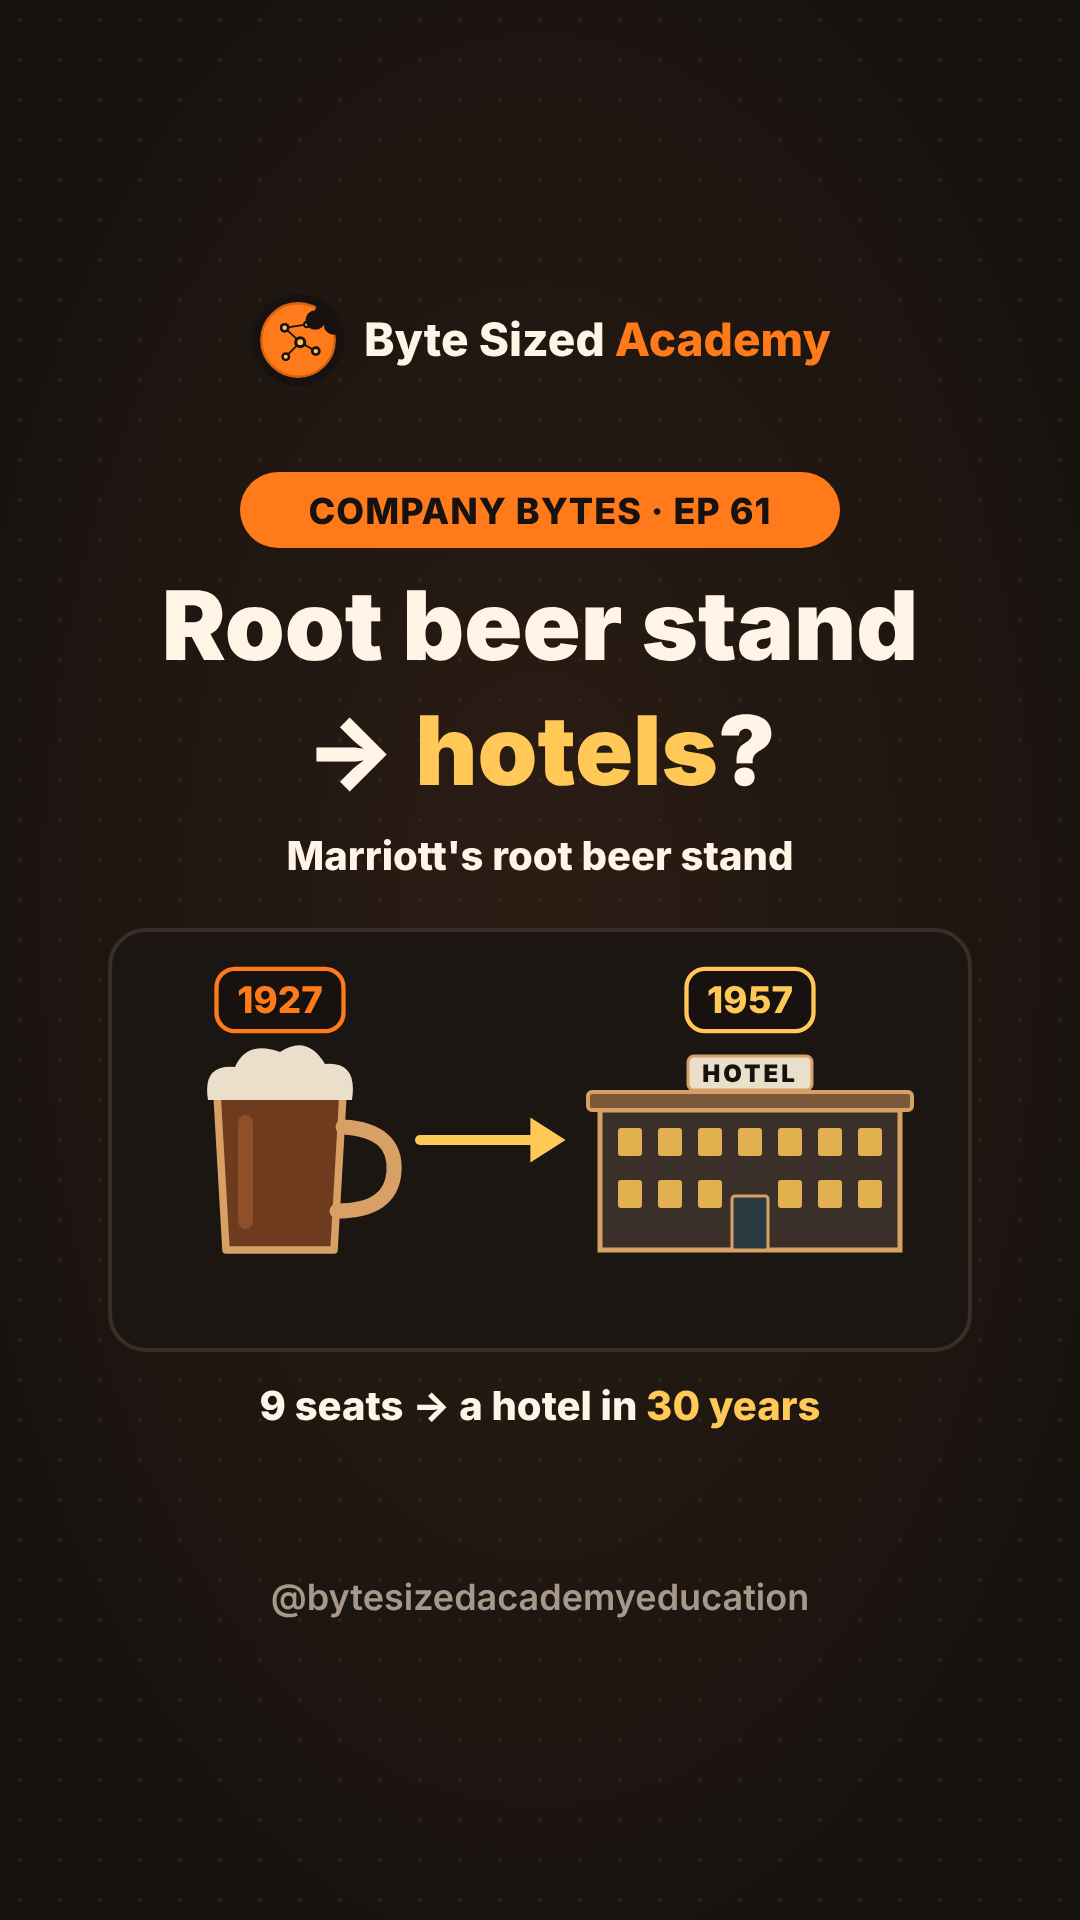 Byte Sized Academy
COMPANY BYTES · EP 61
Root beer stand
→ hotels?
Marriott's root beer stand
1927
1957
HOTEL
9 seats → a hotel in 30 years
@bytesizedacademyeducation